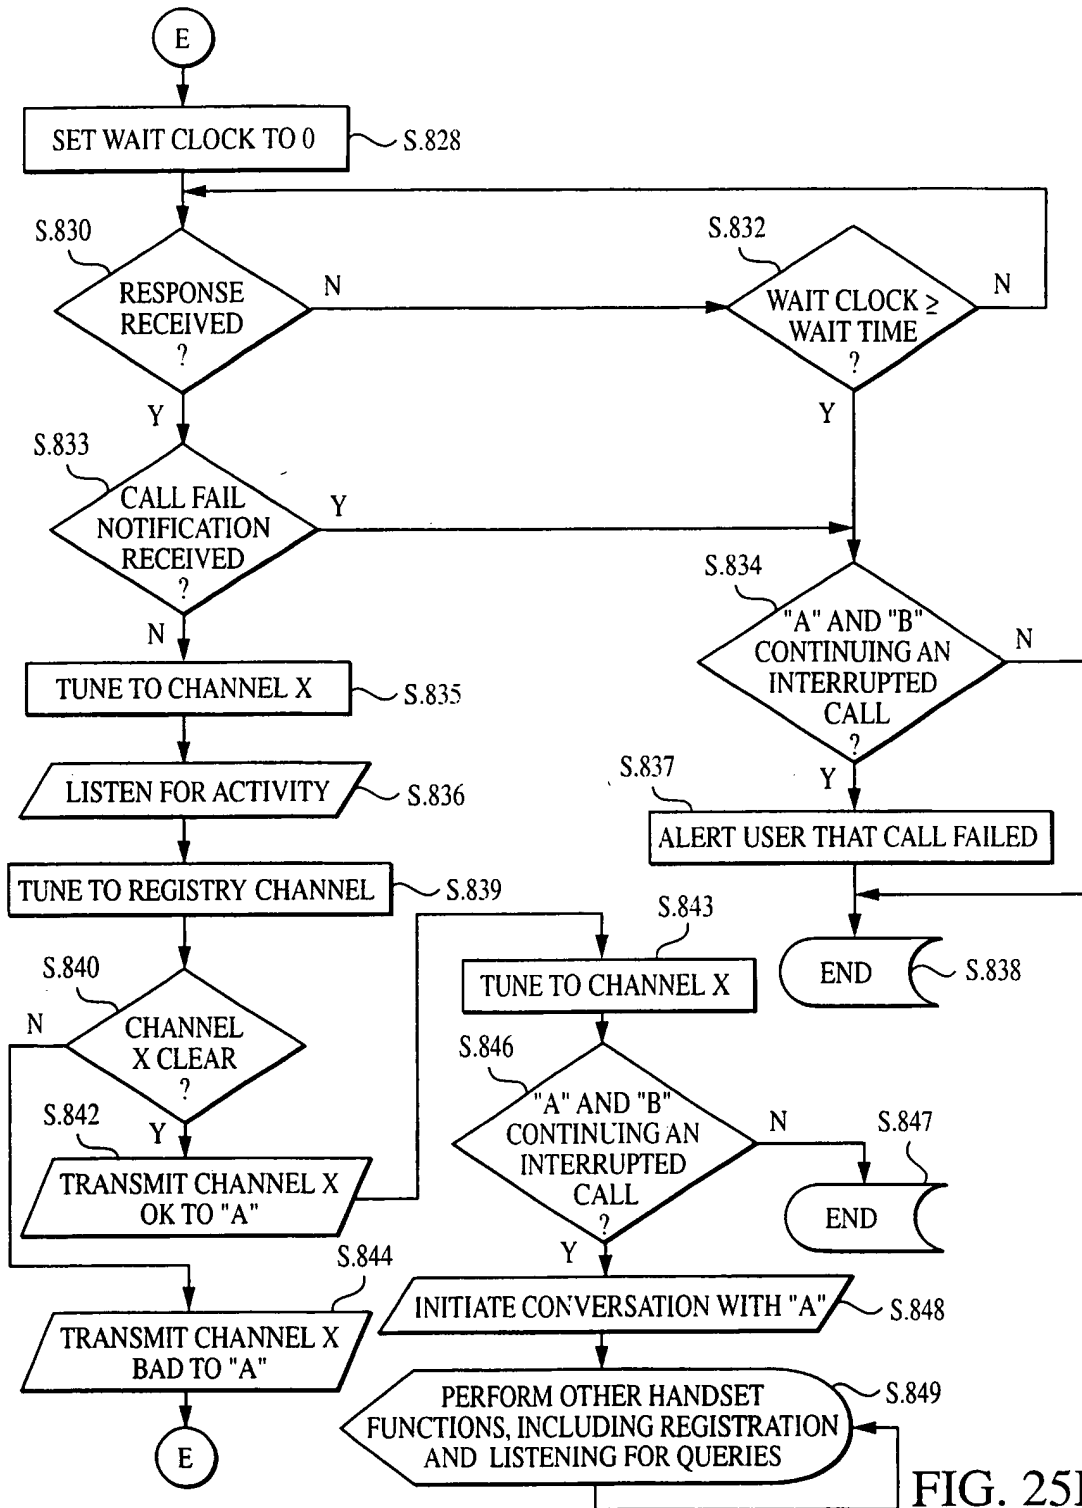 E
SET WAIT CLOCK TO 0
S.828
S.830
RESPONSE
RECEIVED
?
N
Y
S.832
WAIT CLOCK ≥
WAIT TIME
?
N
Y
S.833
CALL FAIL
NOTIFICATION
RECEIVED
?
Y
N
S.834
"A" AND "B"
CONTINUING AN
INTERRUPTED
CALL
?
N
Y
TUNE TO CHANNEL X
S.835
LISTEN FOR ACTIVITY
S.836
S.837
ALERT USER THAT CALL FAILED
END
S.838
TUNE TO REGISTRY CHANNEL
S.839
S.840
CHANNEL
X CLEAR
?
N
Y
S.842
TRANSMIT CHANNEL X
OK TO "A"
S.843
TUNE TO CHANNEL X
S.844
TRANSMIT CHANNEL X
BAD TO "A"
E
S.846
"A" AND "B"
CONTINUING AN
INTERRUPTED
CALL
?
N
Y
S.847
END
INITIATE CONVERSATION WITH "A"
S.848
PERFORM OTHER HANDSET
FUNCTIONS, INCLUDING REGISTRATION
AND LISTENING FOR QUERIES
S.849
FIG.